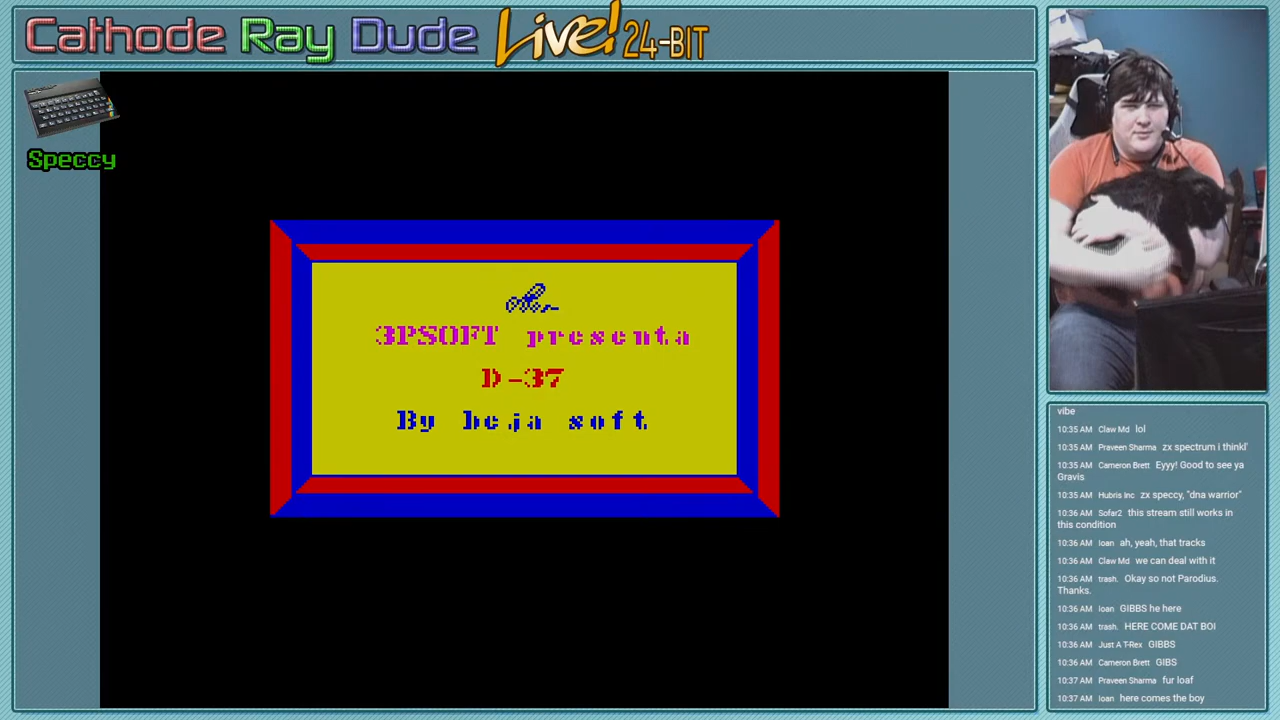 Cathode Ray Dude Live! 24-BIT
Speccy
3PSOFT presenta
D-37
By beja soft
vibe
10:35 AM Claw Md lol
10:35 AM Praveen Sharma zx spectrum i thinkl'
10:35 AM Cameron Brett Eyyy! Good to see ya
Gravis
10:35 AM Hubris Inc zx speccy, "dna warrior"
10:36 AM Sofar2 this stream still works in
this condition
10:36 AM Ioan ah, yeah, that tracks
10:36 AM Claw Md we can deal with it
10:36 AM trash. Okay so not Parodius.
Thanks.
10:36 AM Ioan GIBBS he here
10:36 AM trash. HERE COME DAT BOI
10:36 AM Just A T-Rex GIBBS
10:36 AM Cameron Brett GIBS
10:37 AM Praveen Sharma fur loaf
10:37 AM Ioan here comes the boy